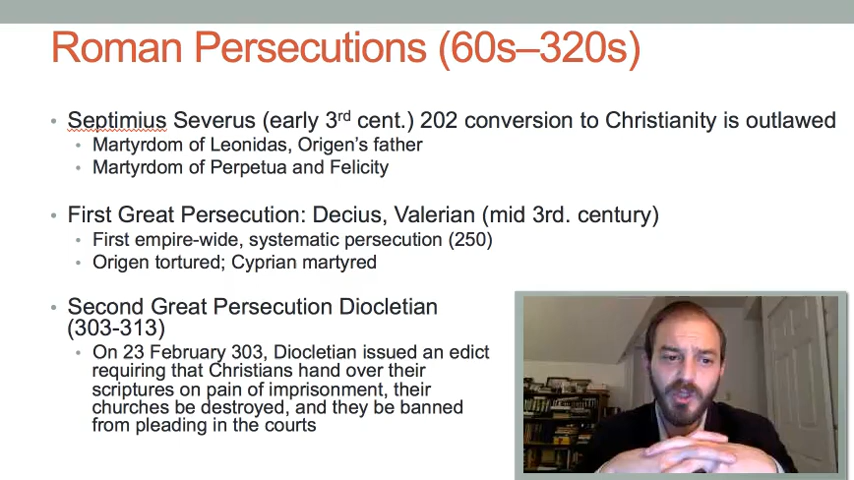 Roman Persecutions (60s–320s)
• Septimius Severus (early 3rd cent.) 202 conversion to Christianity is outlawed
• Martyrdom of Leonidas, Origen’s father
• Martyrdom of Perpetua and Felicity
• First Great Persecution: Decius, Valerian (mid 3rd. century)
• First empire-wide, systematic persecution (250)
• Origen tortured; Cyprian martyred
• Second Great Persecution Diocletian
(303-313)
• On 23 February 303, Diocletian issued an edict
requiring that Christians hand over their
scriptures on pain of imprisonment, their
churches be destroyed, and they be banned
from pleading in the courts